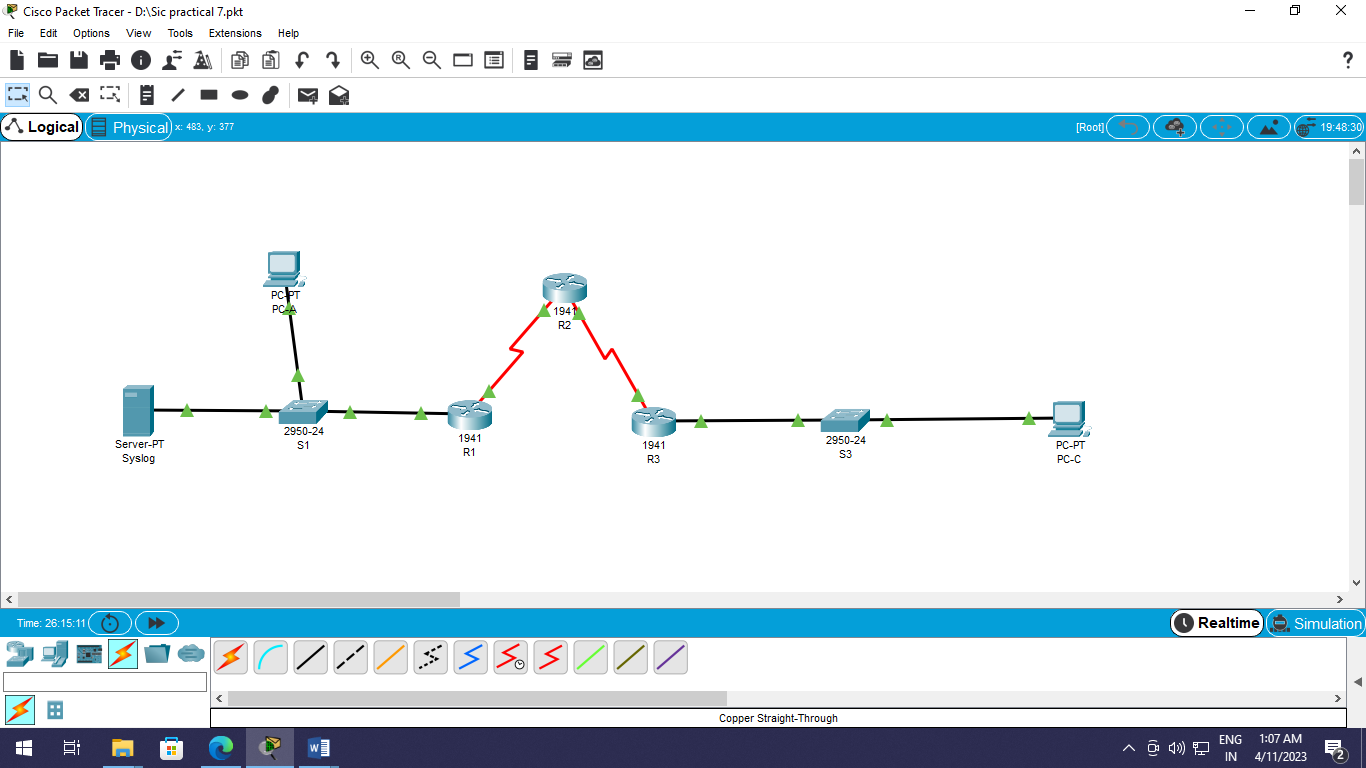 Cisco Packet Tracer - D:\Sic practical 7.pkt
File Edit Options View Tools Extensions Help
Logical Physical x: 483, y: 377 [Root] 19:48:30
PC-PT
PC-A
1941
R2
Server-PT
Syslog
2950-24
S1
1941
R1
1941
R3
2950-24
S3
PC-PT
PC-C
Time: 26:15:11 Realtime Simulation
Copper Straight-Through
ENG
IN
1:07 AM
4/11/2023
2